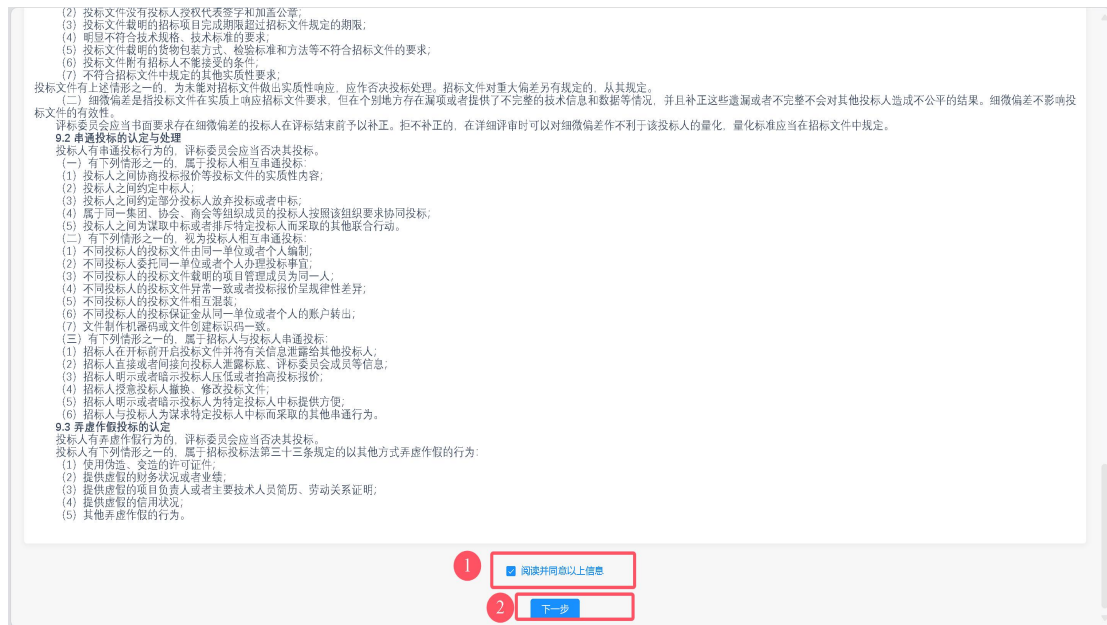 (2) 投标文件没有投标人授权代表签字和加盖公章;
(3) 投标文件载明的招标项目完成期限超过招标文件规定的期限;
(4) 明显不符合技术规格、技术标准的要求;
(5) 投标文件载明的货物包装方式、检验标准和方法等不符合招标文件的要求;
(6) 投标文件附有招标人不能接受的条件;
(7) 不符合招标文件中规定的其他实质性要求;
投标文件有上述情形之一的，为未能对招标文件做出实质性响应，应作否决投标处理。招标文件对重大偏差另有规定的，从其规定。
(二) 细微偏差是指投标文件在实质上响应招标文件要求，但在个别地方存在漏项或者提供了不完整的技术信息和数据等情况，并且补正这些遗漏或者不完整不会对其他投标人造成不公平的结果。细微偏差不影响投
标文件的有效性。
评标委员会应当书面要求存在细微偏差的投标人在评标结束前予以补正。拒不补正的，在详细评审时可以对细微偏差作不利于该投标人的量化，量化标准应当在招标文件中规定。
9.2 串通投标的认定与处理
投标人有串通投标行为的，评标委员会应当否决其投标。
(一) 有下列情形之一的，属于投标人相互串通投标:
(1) 投标人之间协商投标报价等投标文件的实质性内容;
(2) 投标人之间约定中标人;
(3) 投标人之间约定部分投标人放弃投标或者中标;
(4) 属于同一集团、协会、商会等组织成员的投标人按照该组织要求协同投标;
(5) 投标人之间为谋取中标或者排斥特定投标人而采取的其他联合行动。
(二) 有下列情形之一的，视为投标人相互串通投标:
(1) 不同投标人的投标文件由同一单位或者个人编制;
(2) 不同投标人委托同一单位或者个人办理投标事宜;
(3) 不同投标人的投标文件载明的项目管理成员为同一人;
(4) 不同投标人的投标文件异常一致或者投标报价呈规律性差异;
(5) 不同投标人的投标文件相互混装;
(6) 不同投标人的投标保证金从同一单位或者个人的账户转出;
(7) 文件制作机器码或文件创建标识码一致。
(三) 有下列情形之一的，属于招标人与投标人串通投标:
(1) 招标人在开标前开启投标文件并将有关信息泄露给其他投标人;
(2) 招标人直接或者间接向投标人泄露标底、评标委员会成员等信息;
(3) 招标人明示或者暗示投标人压低或者抬高投标报价;
(4) 招标人授意投标人撤换、修改投标文件;
(5) 招标人明示或者暗示投标人为特定投标人中标提供方便;
(6) 招标人与投标人为谋求特定投标人中标而采取的其他串通行为。
9.3 弄虚作假投标的认定
投标人有弄虚作假行为的，评标委员会应当否决其投标。
投标人有下列情形之一的，属于招标投标法第三十三条规定的以其他方式弄虚作假的行为:
(1) 使用伪造、变造的许可证件;
(2) 提供虚假的财务状况或者业绩;
(3) 提供虚假的项目负责人或者主要技术人员简历、劳动关系证明;
(4) 提供虚假的信用状况;
(5) 其他弄虚作假的行为。
1 阅读并同意以上信息
2 下一步